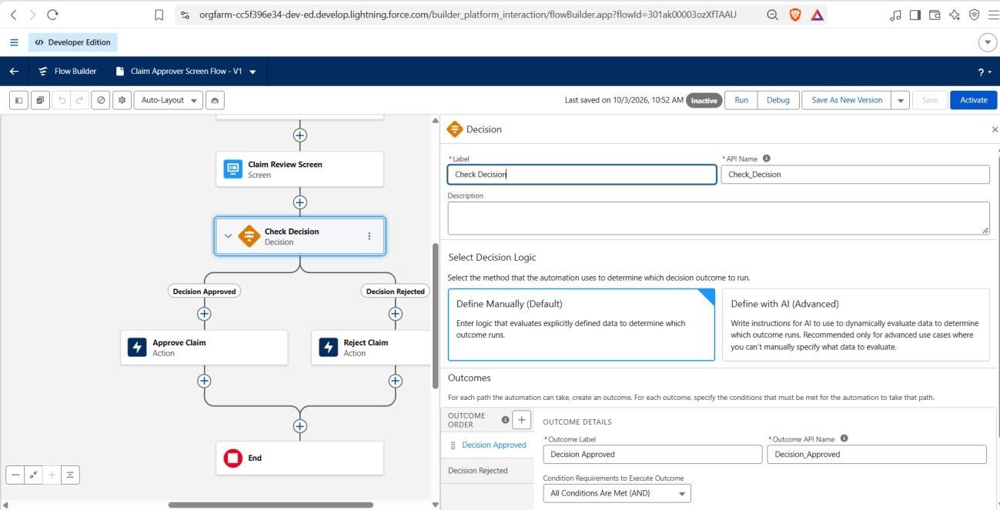 orgfarm-cc5f396e34-dev-ed.develop.lightning.force.com/builder_platform_interaction/flowBuilder.app?flowId=301ak00003ozXfTAAU
Developer Edition
Flow Builder
Claim Approver Screen Flow - V1
?
Auto-Layout
Last saved on 10/3/2026, 10:52 AM
Inactive
Run
Debug
Save As New Version
Save
Activate
Claim Review Screen
Screen
Check Decision
Decision
Decision Approved
Decision Rejected
Approve Claim
Action
Reject Claim
Action
End
Decision
* Label
* API Name
Check Decision
Check_Decision
Description
Select Decision Logic
Select the method that the automation uses to determine which decision outcome to run.
Define Manually (Default)
Enter logic that evaluates explicitly defined data to determine which
outcome runs.
Define with AI (Advanced)
Write instructions for AI to use to dynamically evaluate data to determine
which outcome runs. Recommended only for advanced use cases where
you can't manually specify what data to evaluate.
Outcomes
For each path the automation can take, create an outcome. For each outcome, specify the conditions that must be met for the automation to take that path.
OUTCOME
ORDER
Decision Approved
Decision Rejected
OUTCOME DETAILS
* Outcome Label
* Outcome API Name
Decision Approved
Decision_Approved
Condition Requirements to Execute Outcome
All Conditions Are Met (AND)